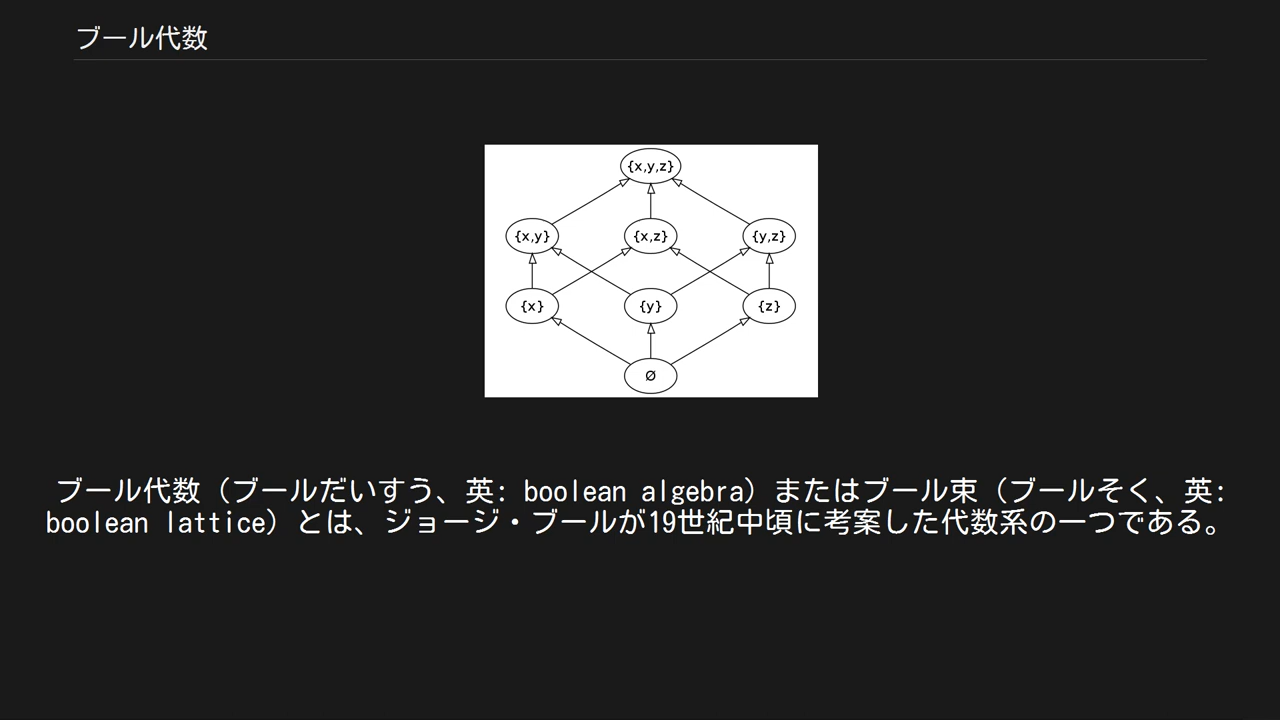 ブール代数
{x,y,z}
{x,y} {x,z} {y,z}
{x} {y} {z}
Ø
ブール代数（ブールだいすう、英: boolean algebra）またはブール束（ブールそく、英:
boolean lattice）とは、ジョージ・ブールが19世紀中頃に考案した代数系の一つである。